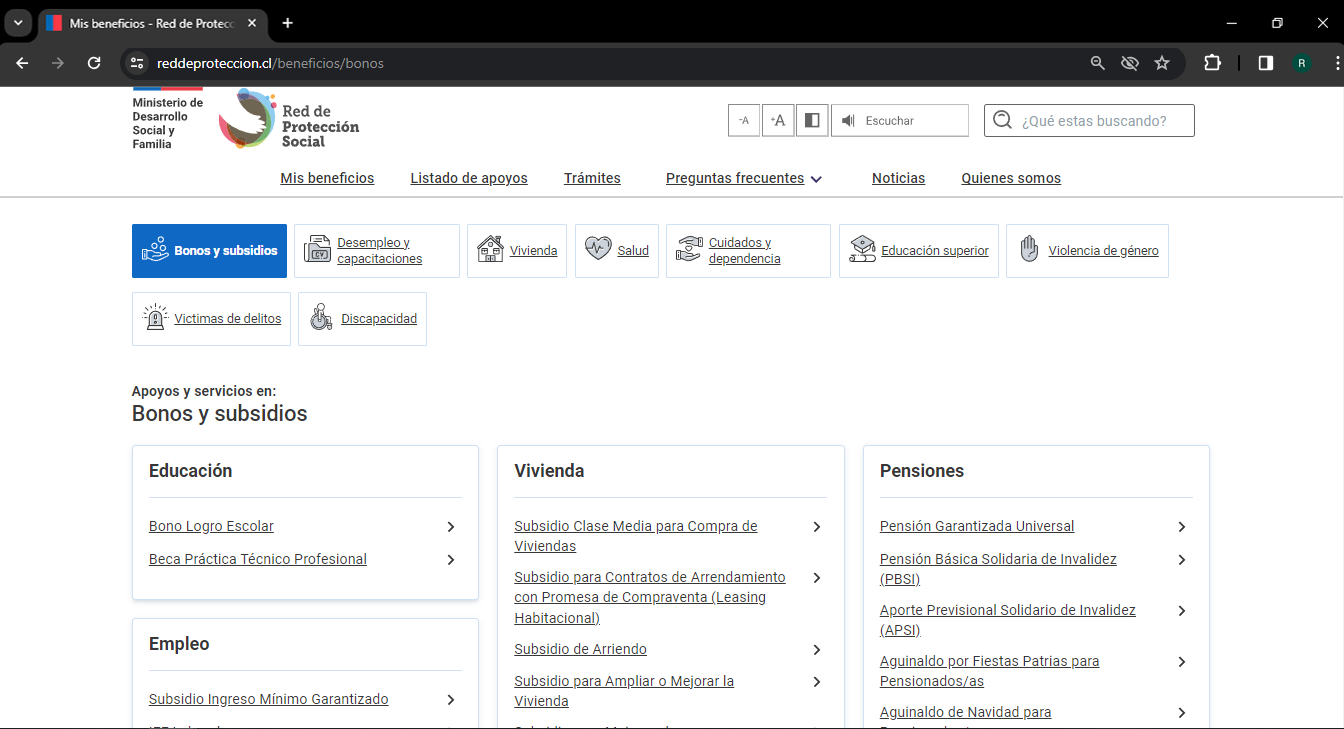 Mis beneficios - Red de Protecc
reddeproteccion.cl/beneficios/bonos
R
Ministerio de
Desarrollo
Social y
Familia
Red de
Protección
Social
-A
+A
Escuchar
¿Qué estas buscando?
Mis beneficios
Listado de apoyos
Trámites
Preguntas frecuentes
Noticias
Quienes somos
Bonos y subsidios
Desempleo y
capacitaciones
Vivienda
Salud
Cuidados y
dependencia
Educación superior
Violencia de género
Victimas de delitos
Discapacidad
Apoyos y servicios en:
Bonos y subsidios
Educación
Bono Logro Escolar
Beca Práctica Técnico Profesional
Empleo
Subsidio Ingreso Mínimo Garantizado
Vivienda
Subsidio Clase Media para Compra de
Viviendas
Subsidio para Contratos de Arrendamiento
con Promesa de Compraventa (Leasing
Habitacional)
Subsidio de Arriendo
Subsidio para Ampliar o Mejorar la
Vivienda
Pensiones
Pensión Garantizada Universal
Pensión Básica Solidaria de Invalidez
(PBSI)
Aporte Previsional Solidario de Invalidez
(APSI)
Aguinaldo por Fiestas Patrias para
Pensionados/as
Aguinaldo de Navidad para